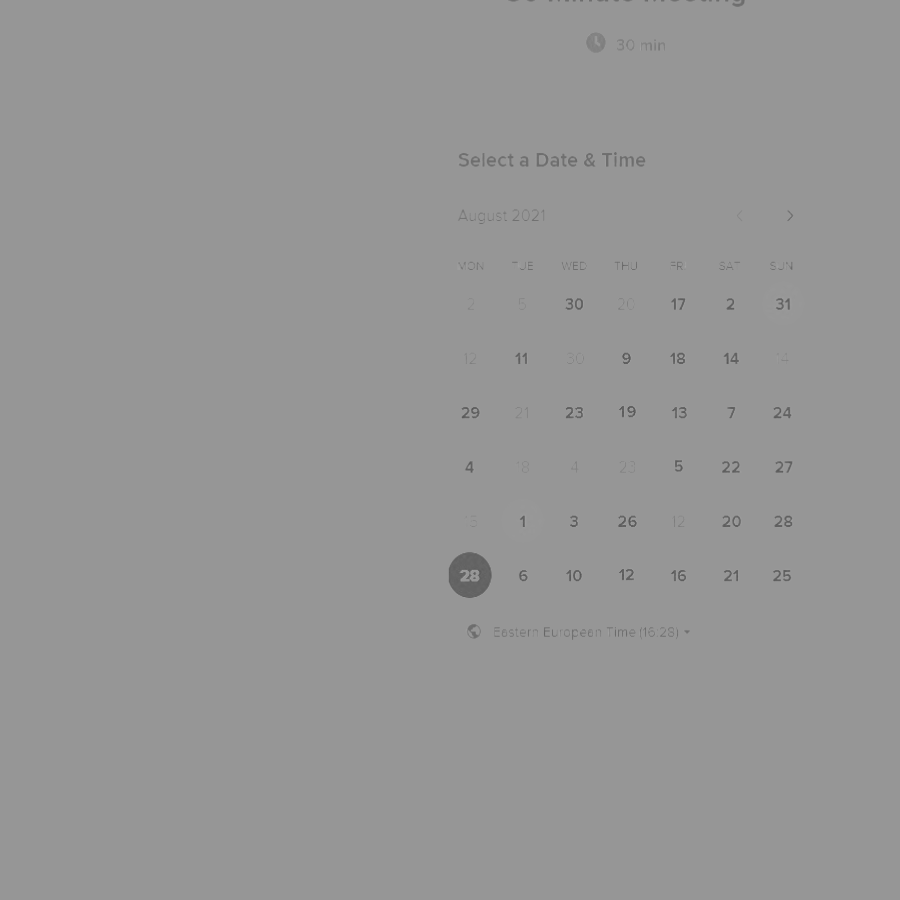 30 min
Select a Date & Time
August 2021
MON TUE WED THU FRI SAT SUN
2 5 30 20 17 2 31
12 11 30 9 18 14 14
29 21 23 19 13 7 24
4 18 4 23 5 22 27
1 3 26 12 20 28
28 6 10 12 16 21 25
Eastern European Time (16:28)